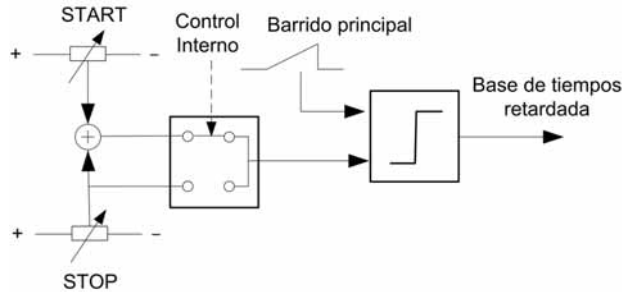 START
+ −
Control
Interno
Barrido principal
Base de tiempos
retardada
+
+ −
STOP